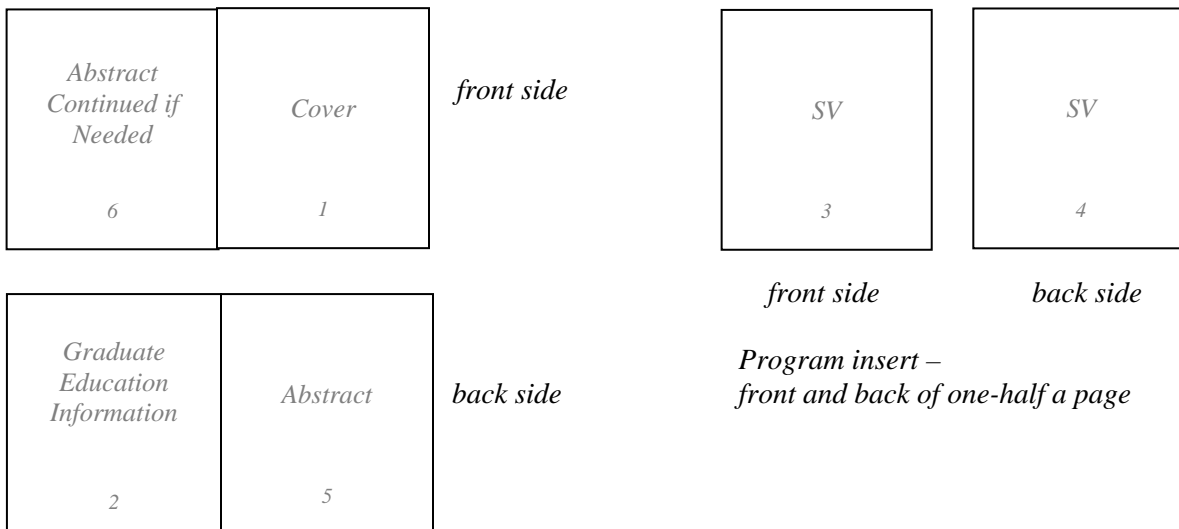 Abstract
Continued if
Needed
6
Cover
1
front side
SV
3
SV
4
front side
back side
Graduate
Education
Information
2
Abstract
5
back side
Program insert –
front and back of one-half a page